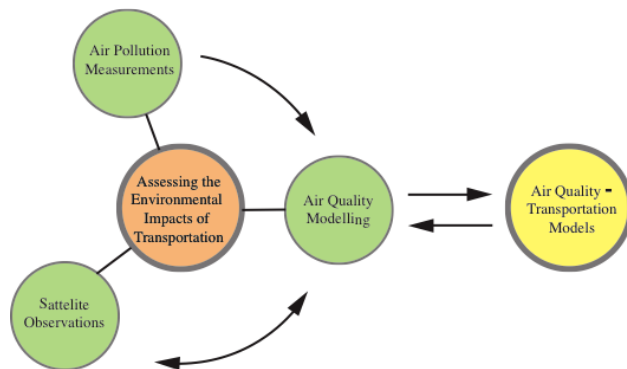 Air Pollution
Measurements
Assessing the
Environmental
Impacts of
Transportation
Air Quality
Modelling
Air Quality -
Transportation
Models
Sattelite
Observations